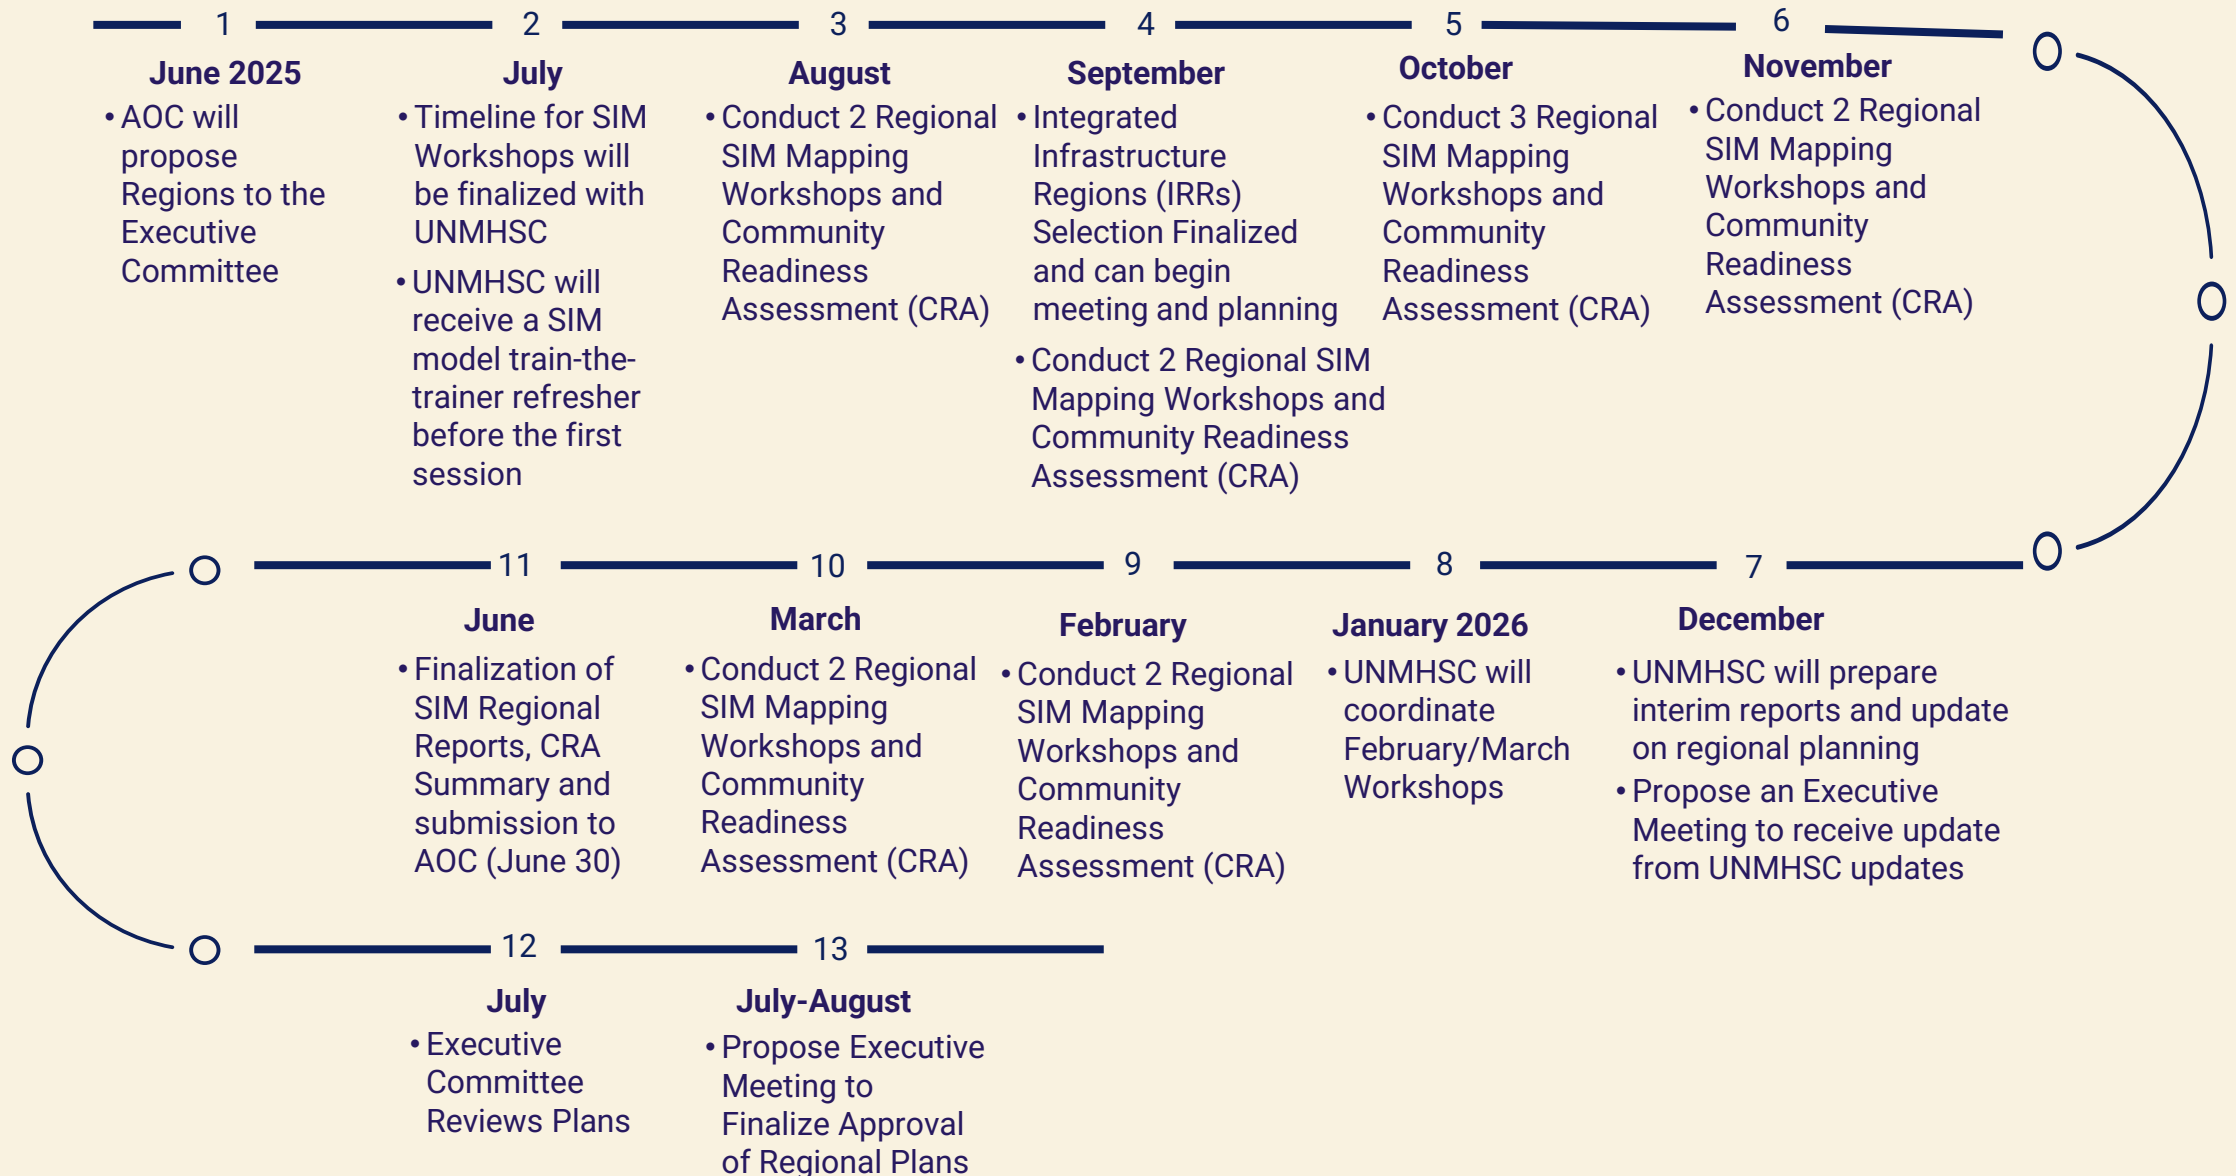 1
June 2025
• AOC will
propose
Regions to the
Executive
Committee
2
July
• Timeline for SIM
Workshops will
be finalized with
UNMHSC
• UNMHSC will
receive a SIM
model train-the-
trainer refresher
before the first
session
3
August
• Conduct 2 Regional
SIM Mapping
Workshops and
Community
Readiness
Assessment (CRA)
4
September
• Integrated
Infrastructure
Regions (IRRs)
Selection Finalized
and can begin
meeting and planning
• Conduct 2 Regional SIM
Mapping Workshops and
Community Readiness
Assessment (CRA)
5
October
• Conduct 3 Regional
SIM Mapping
Workshops and
Community
Readiness
Assessment (CRA)
6
November
• Conduct 2 Regional
SIM Mapping
Workshops and
Community
Readiness
Assessment (CRA)
7
December
• UNMHSC will prepare
interim reports and update
on regional planning
• Propose an Executive
Meeting to receive update
from UNMHSC updates
8
January 2026
• UNMHSC will
coordinate
February/March
Workshops
9
February
• Conduct 2 Regional
SIM Mapping
Workshops and
Community
Readiness
Assessment (CRA)
10
March
• Conduct 2 Regional
SIM Mapping
Workshops and
Community
Readiness
Assessment (CRA)
11
June
• Finalization of
SIM Regional
Reports, CRA
Summary and
submission to
AOC (June 30)
12
July
• Executive
Committee
Reviews Plans
13
July-August
• Propose Executive
Meeting to
Finalize Approval
of Regional Plans